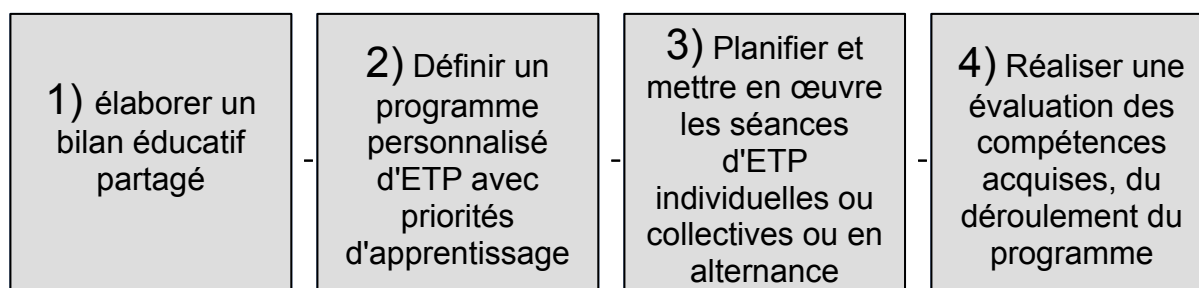 1) élaborer un
bilan éducatif
partagé
-
2) Définir un
programme
personnalisé
d'ETP avec
priorités
d'apprentissage
-
3) Planifier et
mettre en œuvre
les séances
d'ETP
individuelles ou
collectives ou en
alternance
-
4) Réaliser une
évaluation des
compétences
acquises, du
déroulement du
programme